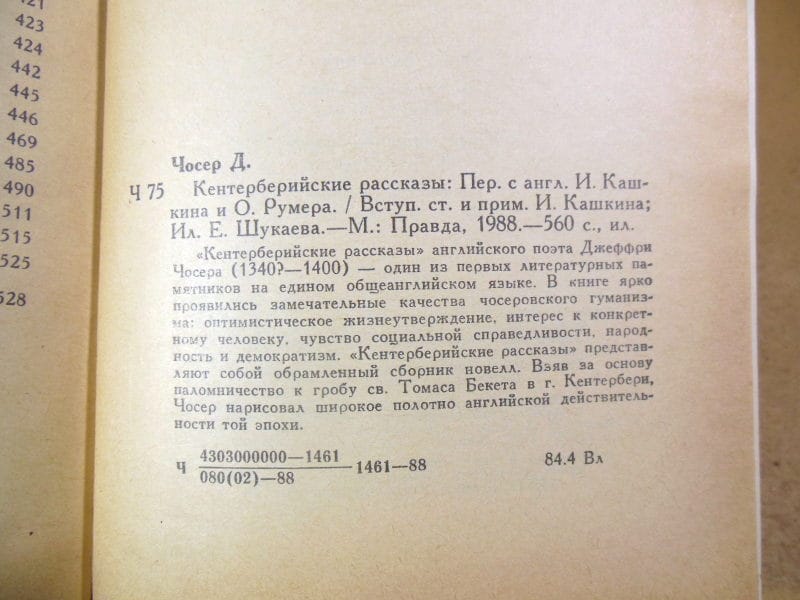 423
424
442
445
446
469
485
490
511
515
525
528
Чосер Д.
Ч 75 Кентерберийские рассказы: Пер. с англ. И. Каш-
кина и О. Румера. / Вступ. ст. и прим. И. Кашкина;
Ил. Е. Шукаева.—М.: Правда, 1988.—560 с., ил.
«Кентерберийские рассказы» английского поэта Джеффри
Чосера (1340?—1400) — один из первых литературных па-
мятников на едином общеанглийском языке. В книге ярко
проявились замечательные качества чосеровского гуманиз-
ма: оптимистическое жизнеутверждение, интерес к конкрет-
ному человеку, чувство социальной справедливости, народ-
ность и демократизм. «Кентерберийские рассказы» представ-
ляют собой обрамленный сборник новелл. Взяв за основу
паломничество к гробу св. Томаса Бекета в г. Кентербери,
Чосер нарисовал широкое полотно английской действитель-
ности той эпохи.
4303000000—1461
Ч 1461—88 84.4 Вл
080(02)—88